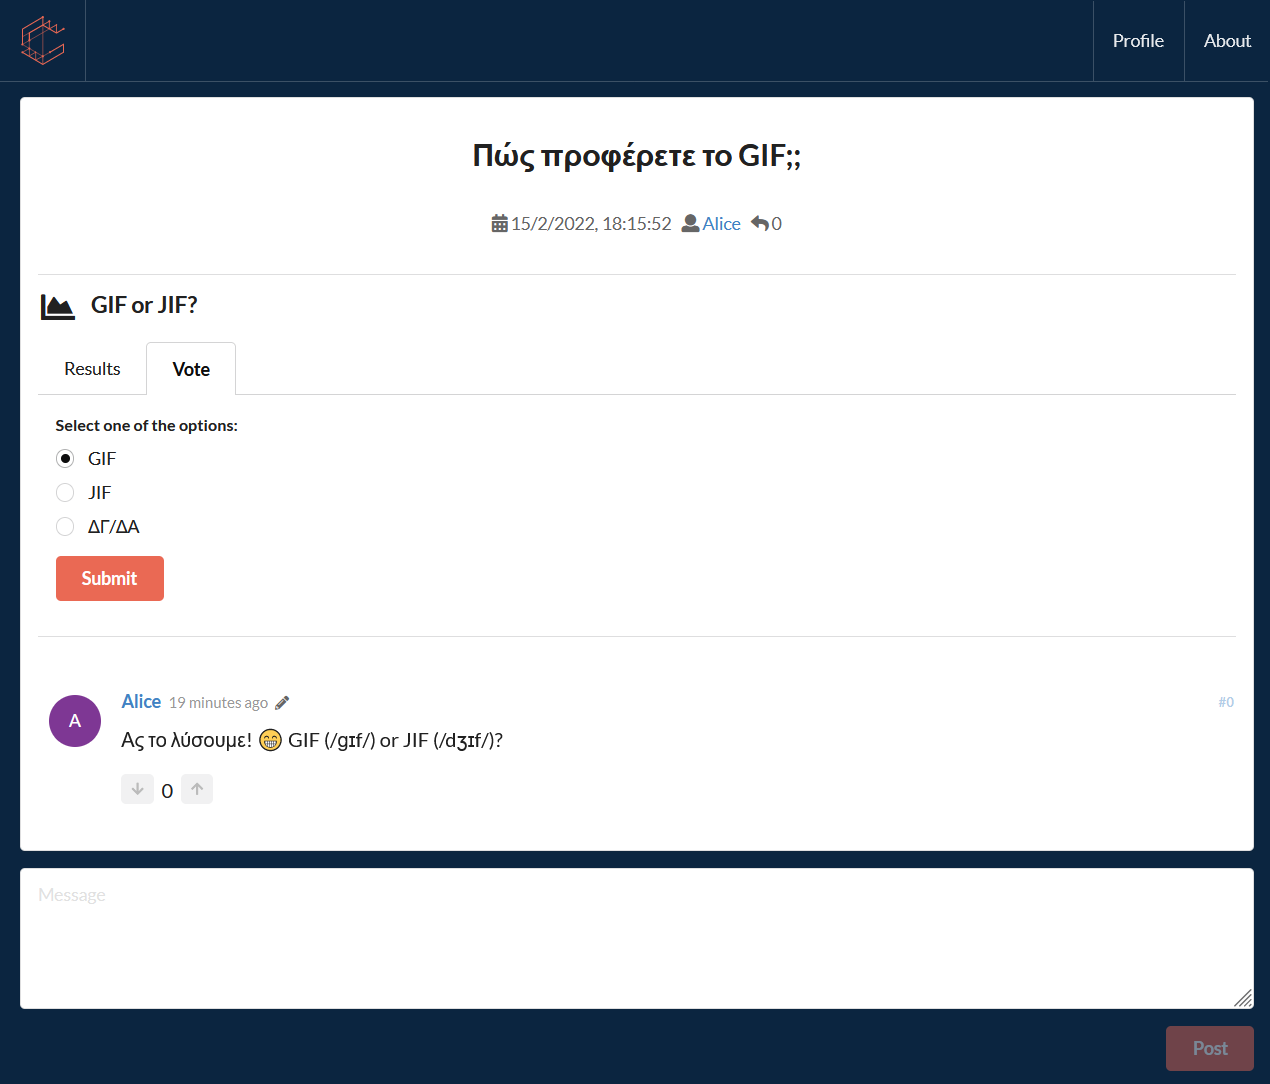 Profile
About
Πώς προφέρετε το GIF;;
15/2/2022, 18:15:52 Alice 0
GIF or JIF?
Results
Vote
Select one of the options:
GIF
JIF
ΔΓ/ΔΑ
Submit
A
Alice 19 minutes ago #0
Ας το λύσουμε! 😁 GIF (/ɡɪf/) or JIF (/dʒɪf/)?
0
Message
Post